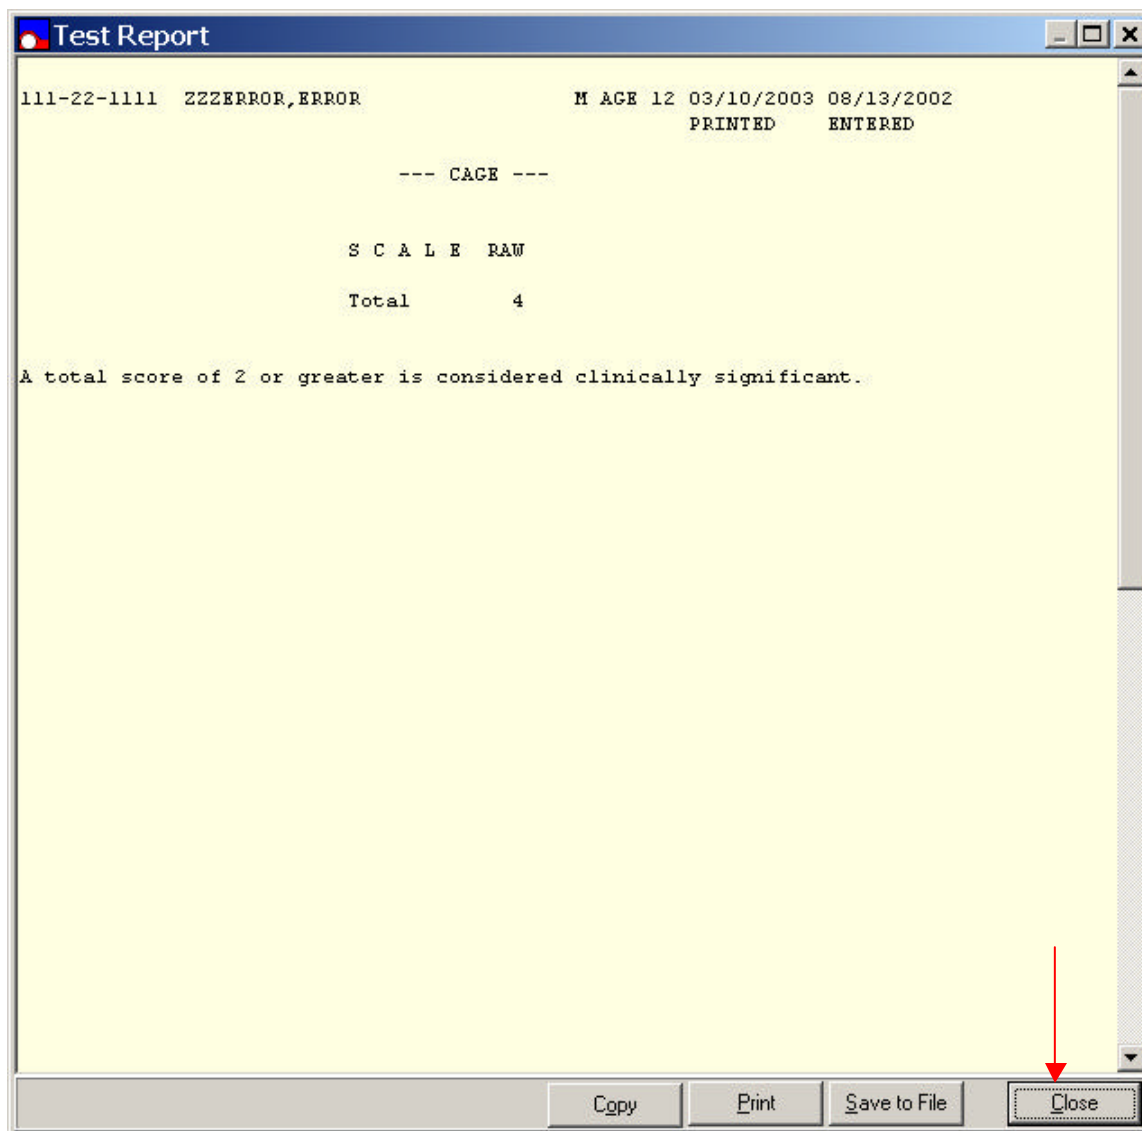 Test Report
111-22-1111 ZZZERROR,ERROR M AGE 12 03/10/2003 08/13/2002
PRINTED ENTERED
--- CAGE ---
S C A L E RAW
Total 4
A total score of 2 or greater is considered clinically significant.
Copy Print Save to File Close